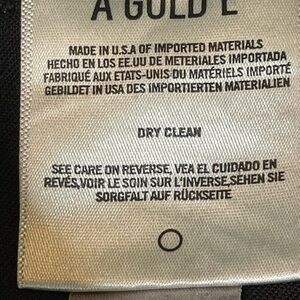 A GOLD E
MADE IN U.S.A OF IMPORTED MATERIALS
HECHO EN LOS EE.UU DE METERIALES IMPORTADA
FABRIQUÉ AUX ETATS-UNIS DU MATÉRIELS IMPORTÉ
GEBILDET IN USA DES IMPORTIERTEN MATERIALIEN
DRY CLEAN
SEE CARE ON REVERSE, VEA EL CUIDADO EN
REVÉS,VOIR LE SOIN SUR L'INVERSE,SEHEN SIE
SORGFALT AUF RÜCKSEITE